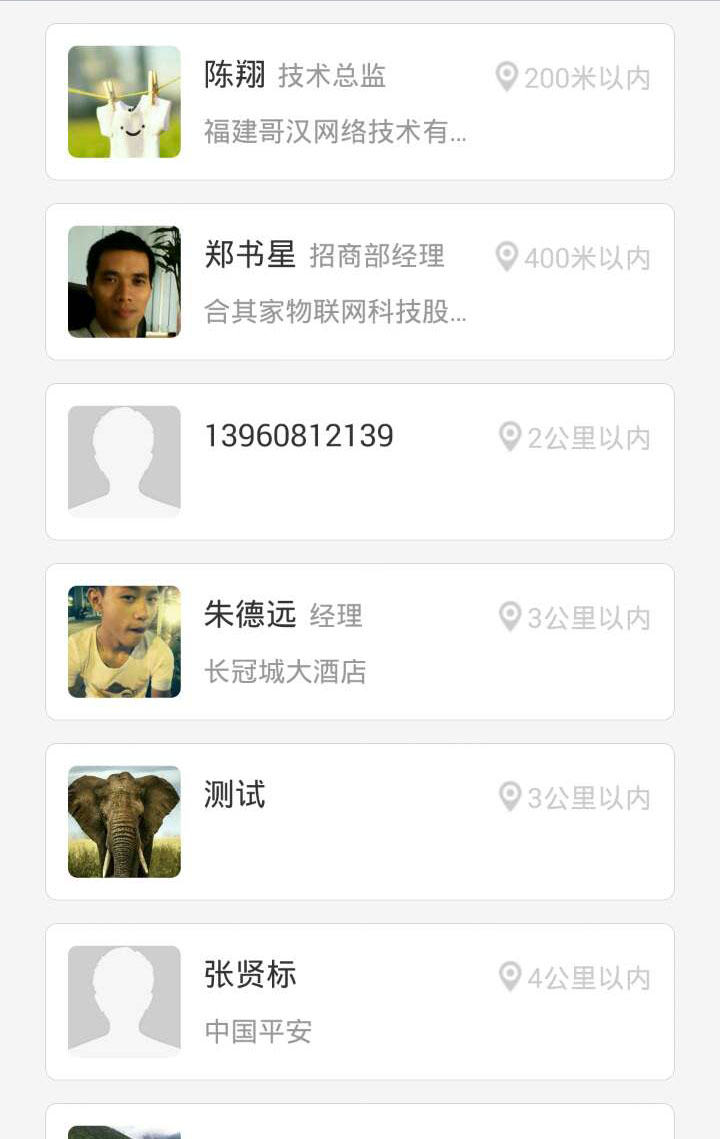 陈翔 技术总监 200米以内
福建哥汉网络技术有...
郑书星 招商部经理 400米以内
合其家物联网科技股...
13960812139 2公里以内
朱德远 经理 3公里以内
长冠城大酒店
测试 3公里以内
张贤标 4公里以内
中国平安